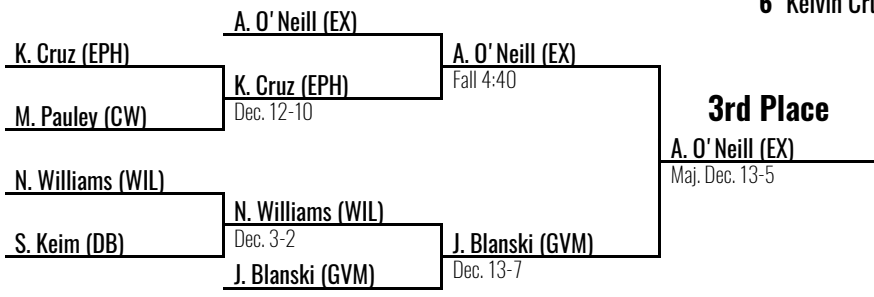 6 Kelvin
A. O'Neill (EX)
K. Cruz (EPH)
A. O'Neill (EX)
Fall 4:40
K. Cruz (EPH)
Dec. 12-10
M. Pauley (CW)
3rd Place
A. O'Neill (EX)
Maj. Dec. 13-5
N. Williams (WIL)
N. Williams (WIL)
Dec. 3-2
S. Keim (DB)
J. Blanski (GVM)
Dec. 13-7
J. Blanski (GVM)